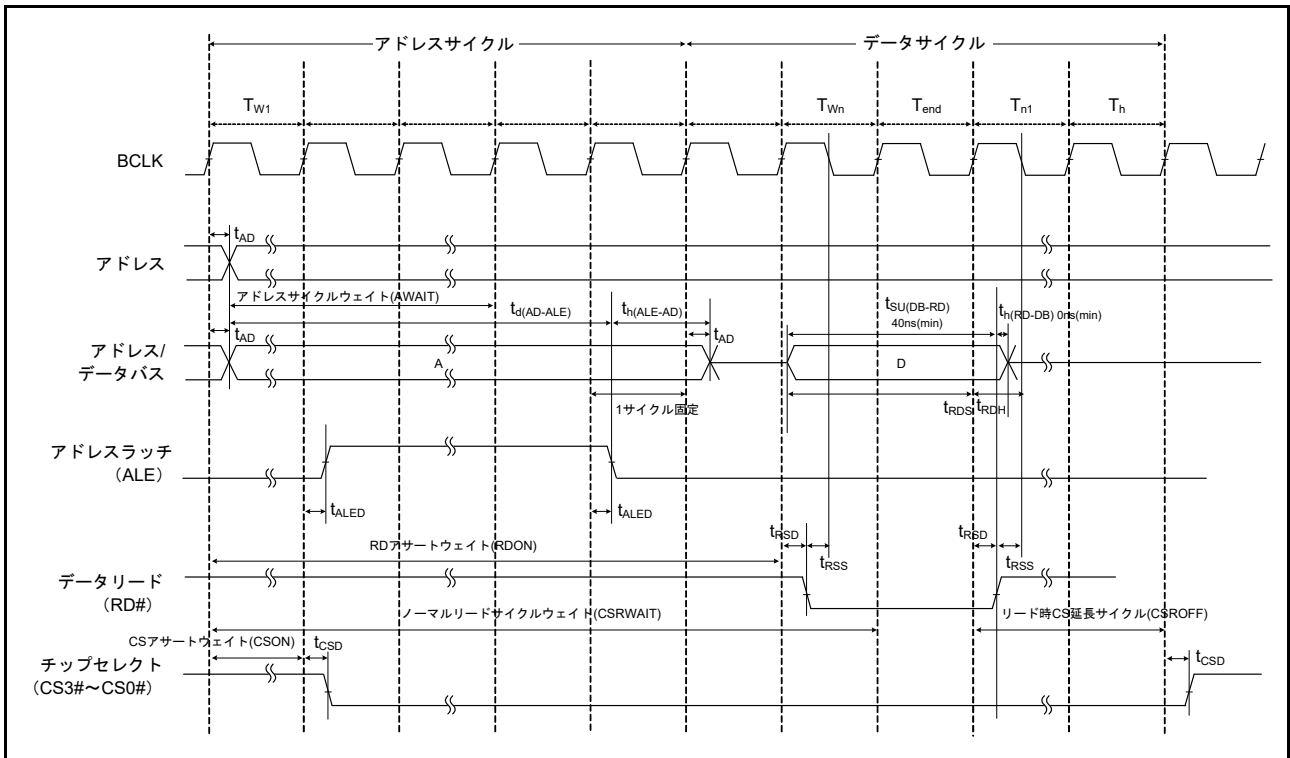 アドレスサイクル データサイクル
TW1 TWn Tend Tn1 Th
BCLK
tAD
アドレス
アドレスサイクルウェイト(AWAIT)
td(AD-ALE) th(ALE-AD)
tSU(DB-RD)
40ns(min)
th(RD-DB) 0ns(min)
tAD tAD
アドレス/
データバス
A D
1サイクル固定
tRDS tRDH
アドレスラッチ
(ALE)
tALED tALED
tRSD tRSD
RDアサートウェイト(RDON)
tRSS tRSS
データリード
(RD#)
ノーマルリードサイクルウェイト(CSRWAIT) リード時CS延長サイクル(CSROFF)
CSアサートウェイト(CSON)
tCSD tCSD
チップセレクト
(CS3#~CS0#)